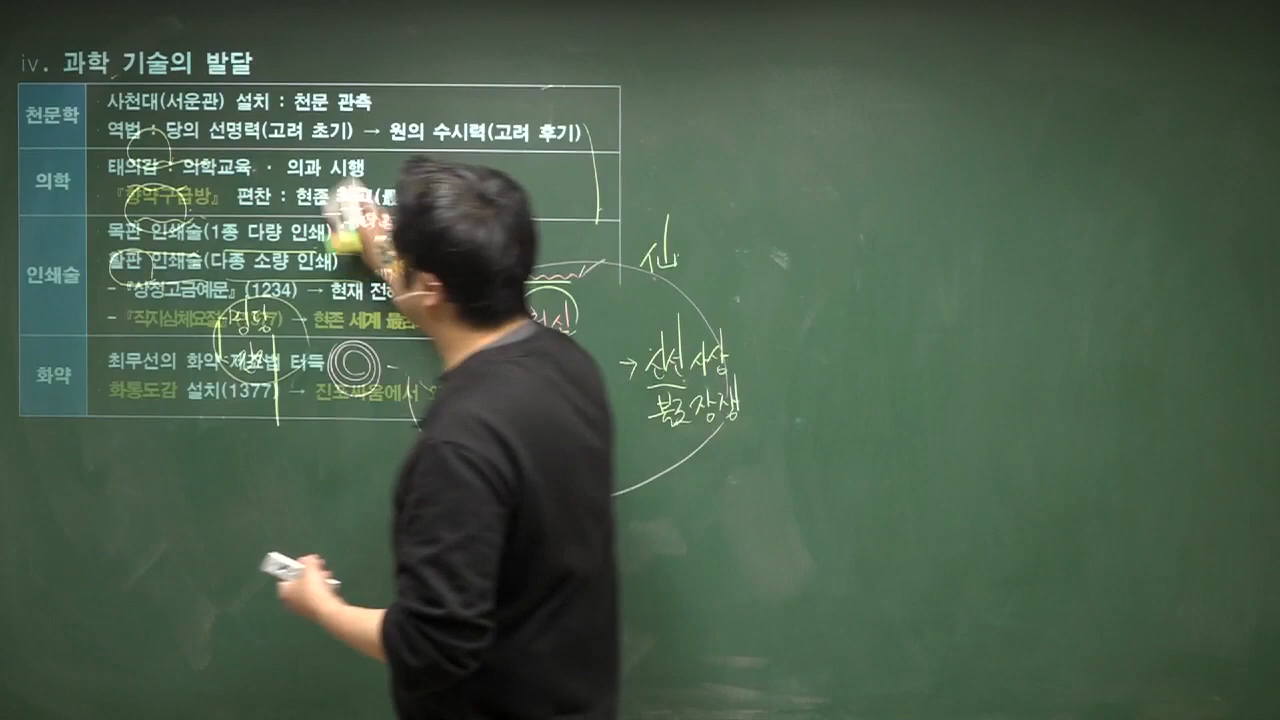 iv. 과학 기술의 발달
천문학
사천대(서운관) 설치 : 천문 관측
역법 : 당의 선명력(고려 초기) → 원의 수시력(고려 후기)
의학
태의감 : 의학교육 · 의과 시행
『향약구급방』 편찬 : 현존
인쇄술
목판 인쇄술(1종 다량 인쇄)
활판 인쇄술(다종 소량 인쇄)
-『상정고금예문』(1234) → 현재 전하
- 『직지심체요절』 → 현존 세계 最
화약
최무선의 화약 제조법 터득
화통도감 설치(1377) → 진포싸움에서
仙
→ 신선 사상
불로장생